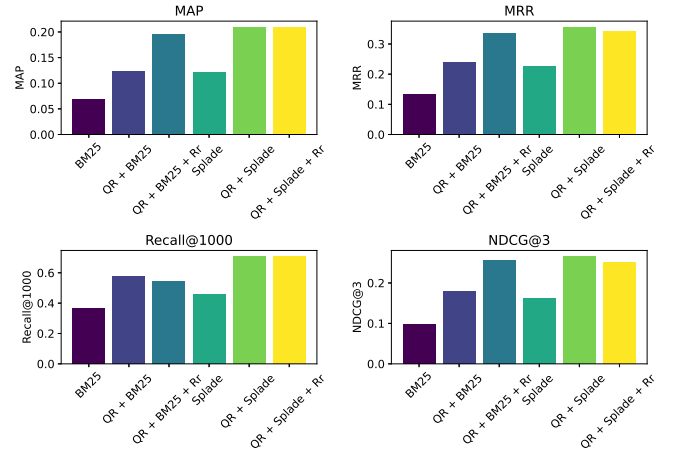 MAP
MAP
0.20
0.15
0.10
0.05
0.00
BM25
QR + BM25
QR + BM25 + Rr
Splade
QR + Splade
QR + Splade + Rr
MRR
MRR
0.3
0.2
0.1
0.0
BM25
QR + BM25
QR + BM25 + Rr
Splade
QR + Splade
QR + Splade + Rr
Recall@1000
Recall@1000
0.6
0.4
0.2
0.0
BM25
QR + BM25
QR + BM25 + Rr
Splade
QR + Splade
QR + Splade + Rr
NDCG@3
NDCG@3
0.2
0.1
0.0
BM25
QR + BM25
QR + BM25 + Rr
Splade
QR + Splade
QR + Splade + Rr